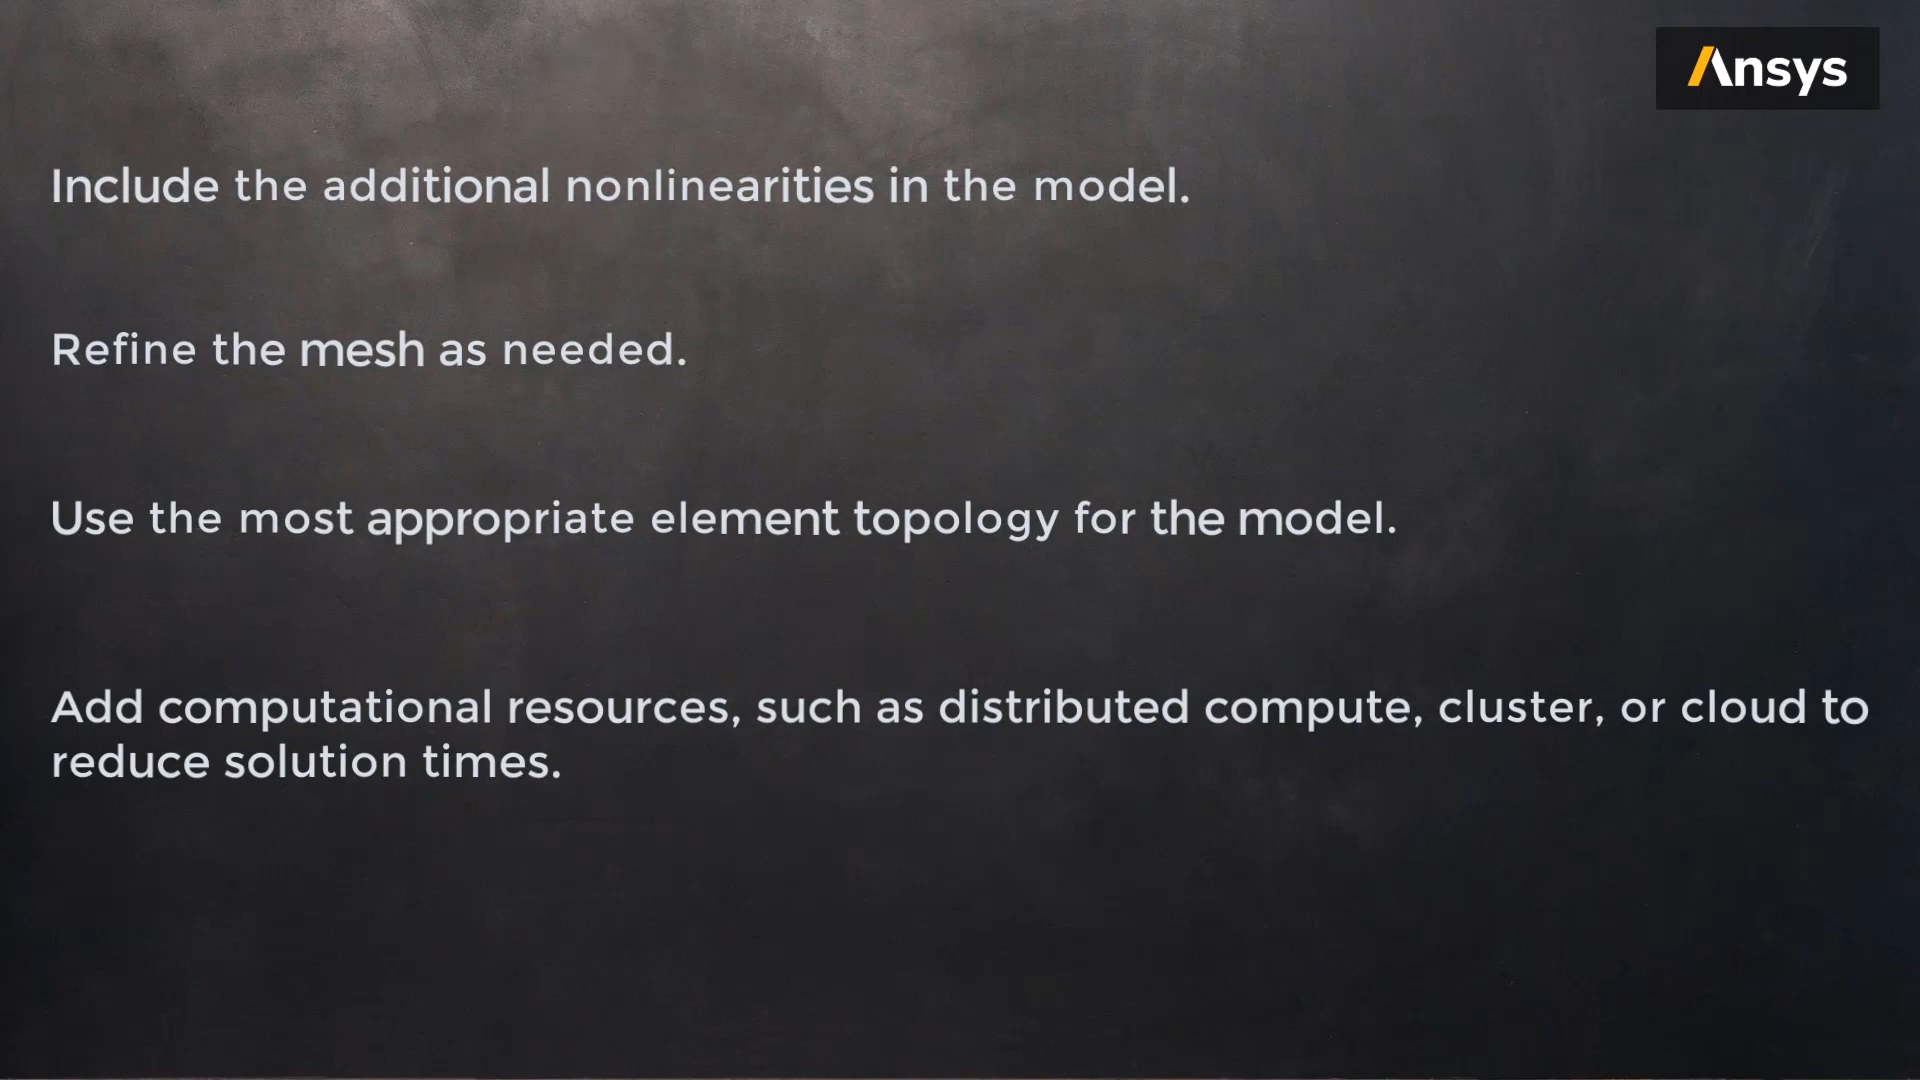 Ansys
Include the additional nonlinearities in the model.
Refine the mesh as needed.
Use the most appropriate element topology for the model.
Add computational resources, such as distributed compute, cluster, or cloud to
reduce solution times.